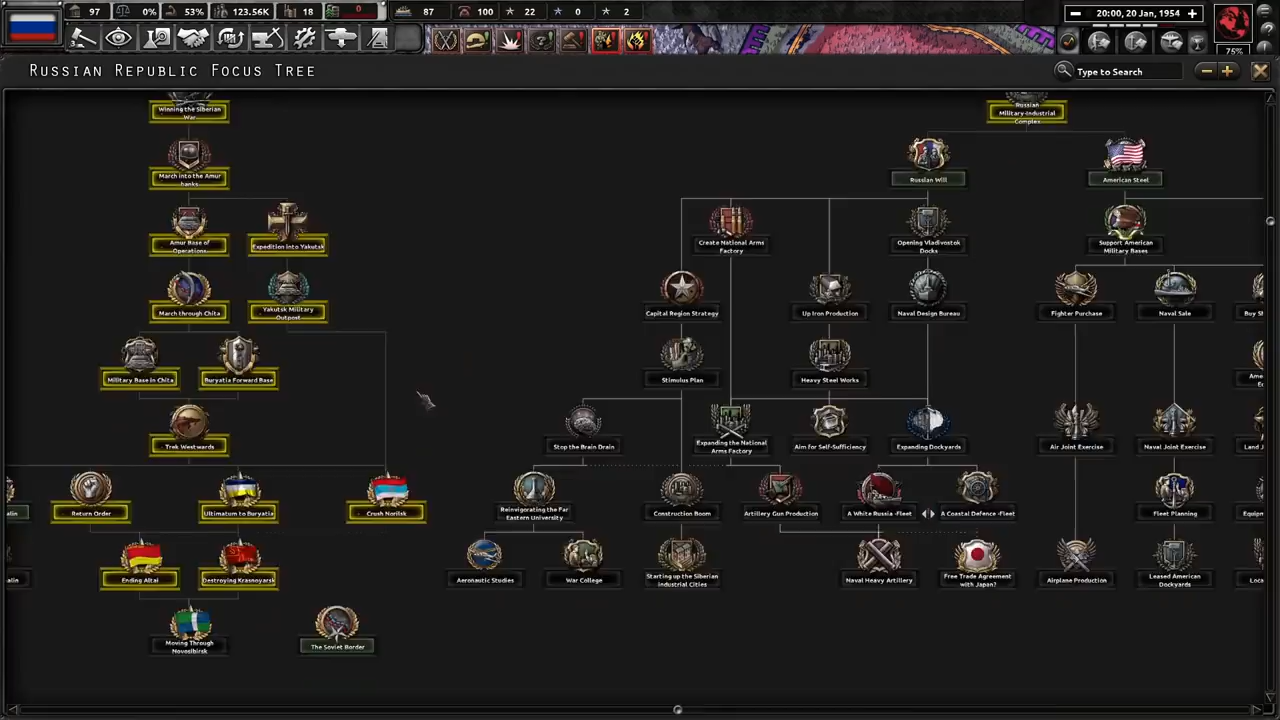 97 0% 53% 123.56K 18 0 87 100 22 0 2
20:00, 20 Jan, 1954
75%
Russian Republic Focus Tree
Type to Search
Winning the Siberian
War
Russian
Military-Industrial
Complex
March into the Amur
banks
Russian Will
American Steel
Amur Base of
Operations
Expedition into Yakutsk
Create National Arms
Factory
Opening Vladivostok
Docks
Support American
Military Bases
March through Chita
Yakutsk Military
Outpost
Capital Region Strategy
Up Iron Production
Naval Design Bureau
Fighter Purchase
Naval Sale
Buy S
Military Base in Chita
Buryatia Forward Base
Stimulus Plan
Heavy Steel Works
Trek Westwards
Stop the Brain Drain
Expanding the National
Arms Factory
Aim for Self-Sufficiency
Expanding Dockyards
Air Joint Exercise
Naval Joint Exercise
Land J
alin
Return Order
Ultimatum to Buryatia
Crush Norilsk
Reinvigorating the Far
Eastern University
Construction Boom
Artillery Gun Production
A White Russia -Fleet
A Coastal Defence -Fleet
Fleet Planning
Equip
alin
Ending Altai
Destroying Krasnoyarsk
Aeronautic Studies
War College
Starting up the Siberian
Industrial Cities
Naval Heavy Artillery
Free Trade Agreement
with Japan?
Airplane Production
Leased American
Dockyards
Loca
Moving Through
Novosibirsk
The Soviet Border